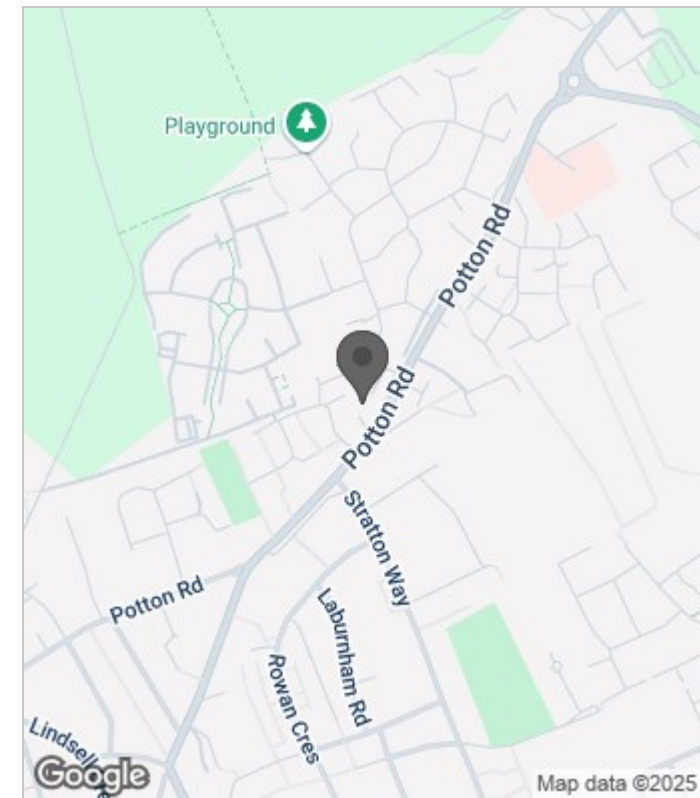 Playground
Potton Rd
Potton Rd
Stratton Way
Potton Rd
Laburnham Rd
Rowan Cres
Google
Map data ©2025